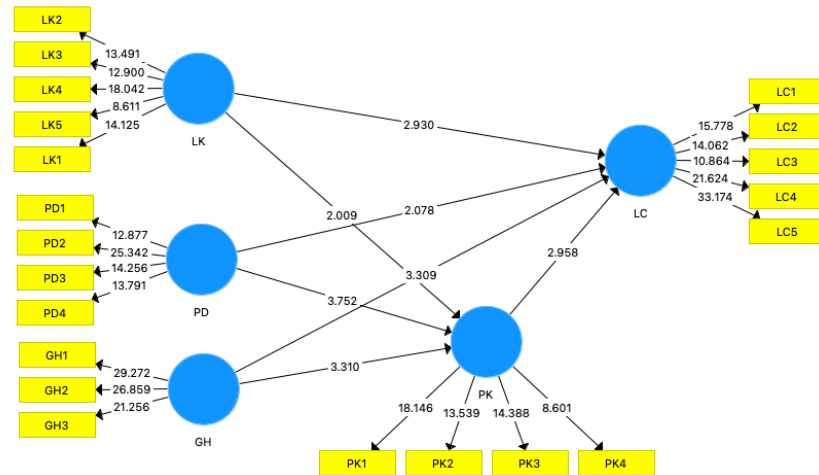 LK2
LK3
LK4
LK5
LK1
13.491
12.900
18.042
8.611
14.125
LK
PD1
PD2
PD3
PD4
12.877
25.342
14.256
13.791
PD
GH1
GH2
GH3
29.272
26.859
21.256
GH
2.930
2.009
2.078
3.309
3.752
3.310
2.958
PK
18.146
13.539
14.388
8.601
PK1
PK2
PK3
PK4
LC
15.778
14.062
10.864
21.624
33.174
LC1
LC2
LC3
LC4
LC5